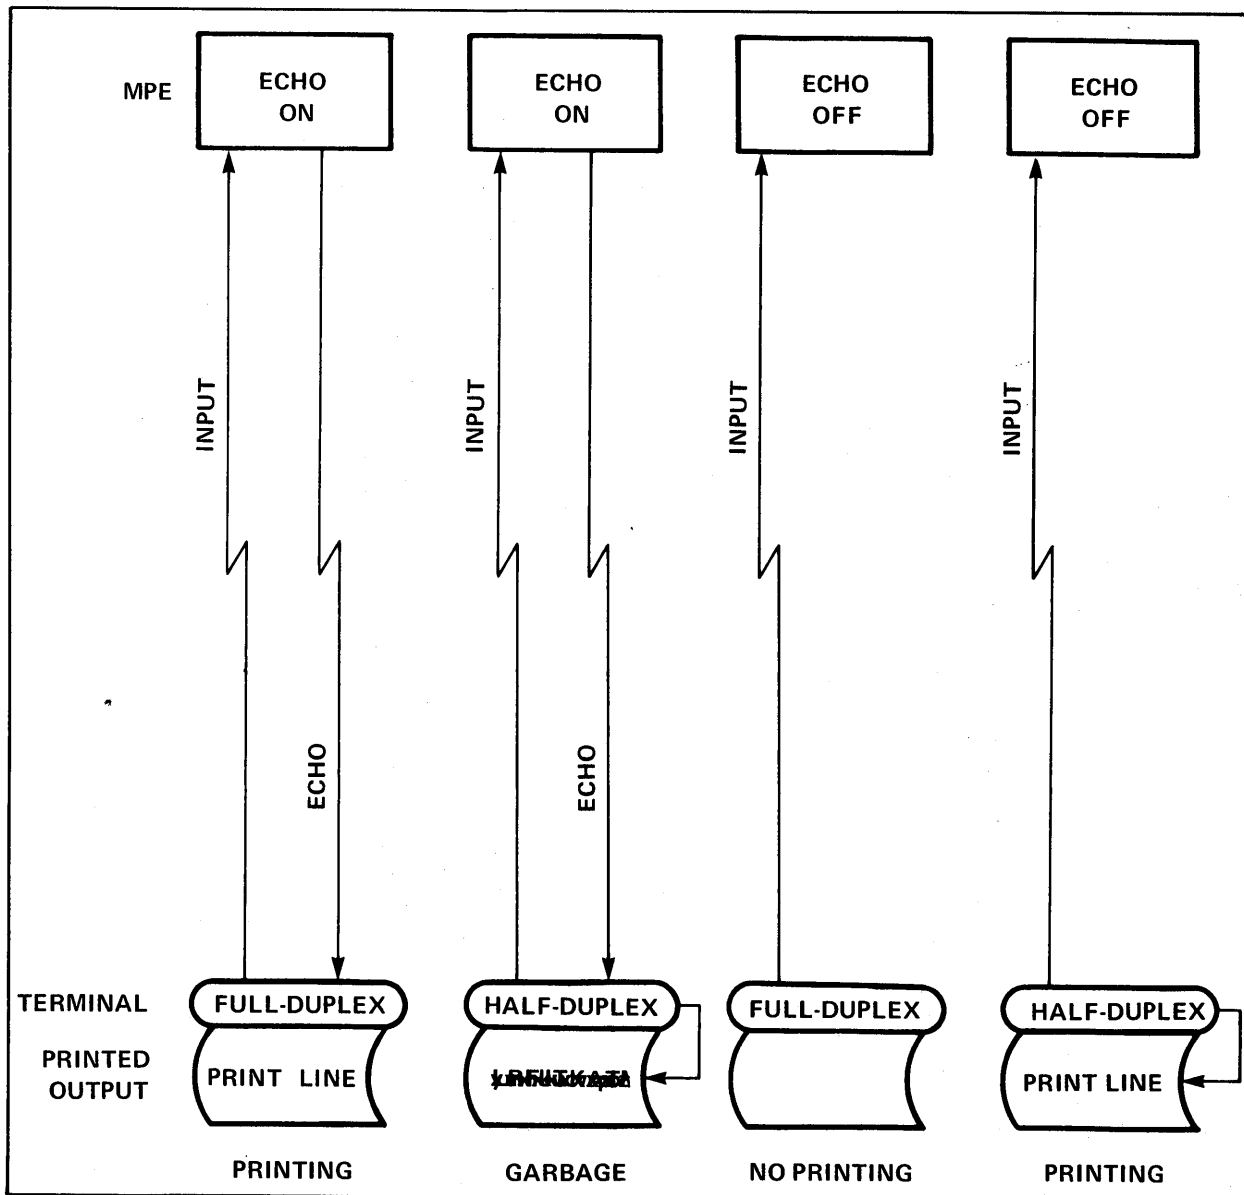 MPE
ECHO
ON
ECHO
ON
ECHO
OFF
ECHO
OFF
INPUT
INPUT
INPUT
INPUT
ECHO
ECHO
TERMINAL
FULL-DUPLEX
HALF-DUPLEX
FULL-DUPLEX
HALF-DUPLEX
PRINTED
OUTPUT
PRINT LINE
PRINT LINE
PRINTING
GARBAGE
NO PRINTING
PRINTING